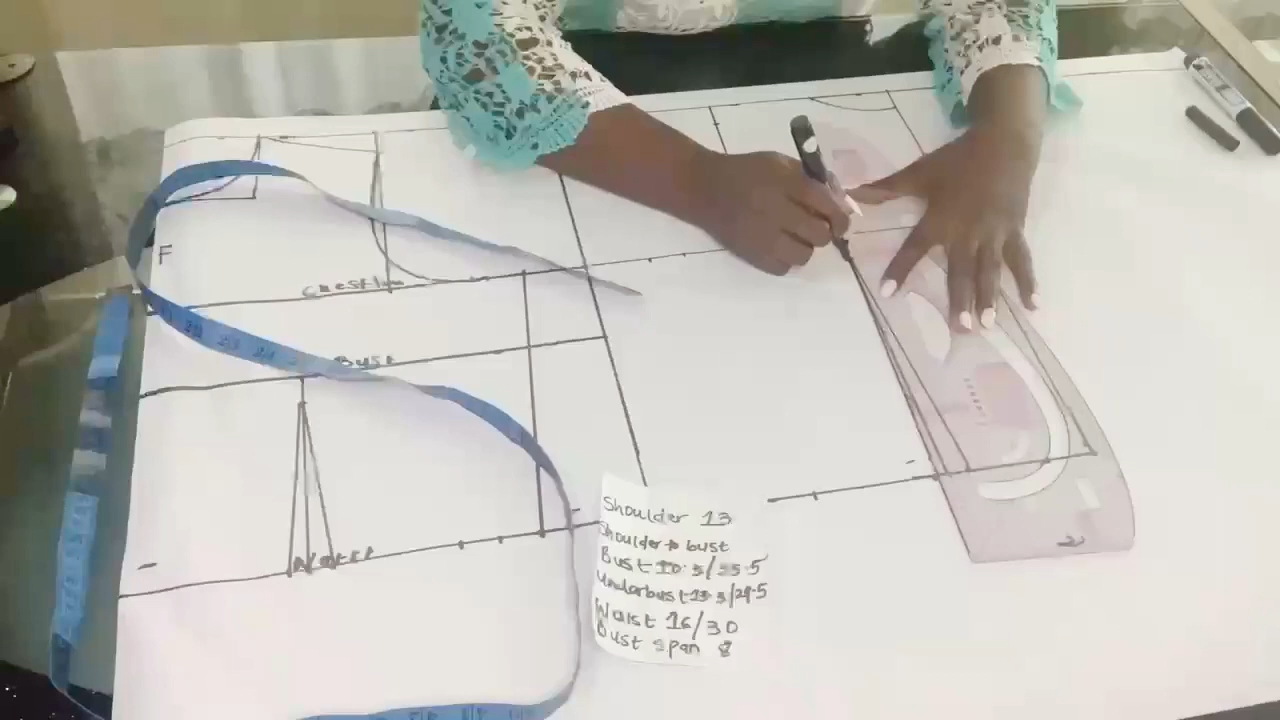 F
Bust
Waist
Shoulder 13
Shoulder to bust
Bust 10.5/35.5
Underbust 13.5/29.5
Waist 16/30
Bust span 8